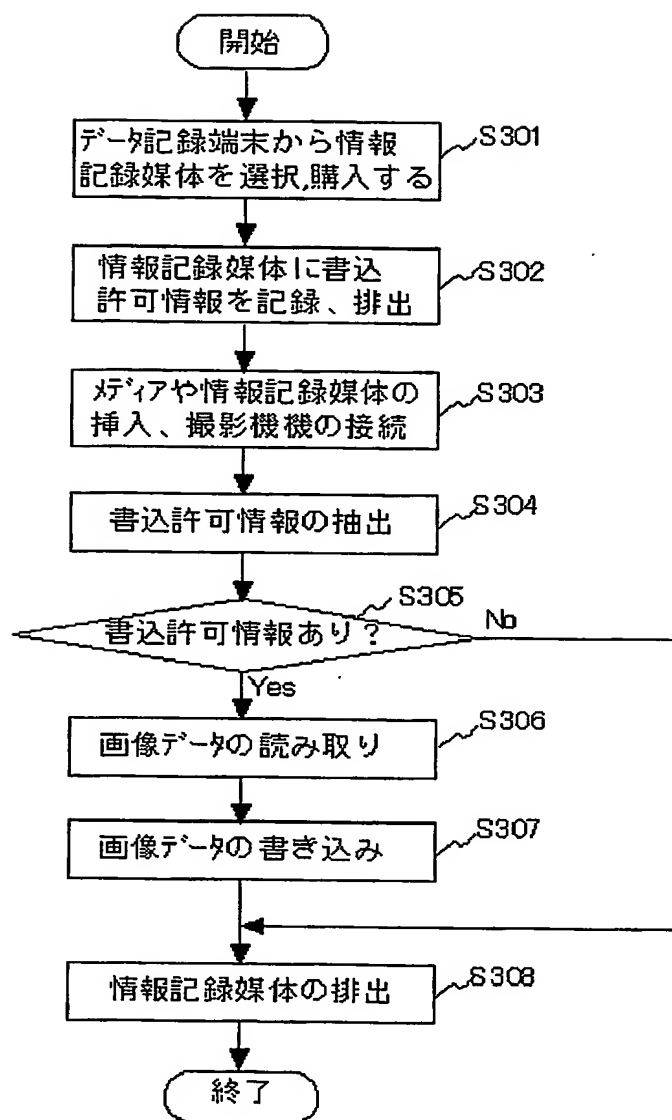 開始
データ記録端末から情報
記録媒体を選択,購入する
S301
情報記録媒体に書込
許可情報を記録、排出
S302
メディアや情報記録媒体の
挿入、撮影機機の接続
S303
書込許可情報の抽出
S304
S305
書込許可情報あり？
No
Yes
画像データの読み取り
S306
画像データの書き込み
S307
情報記録媒体の排出
S308
終了